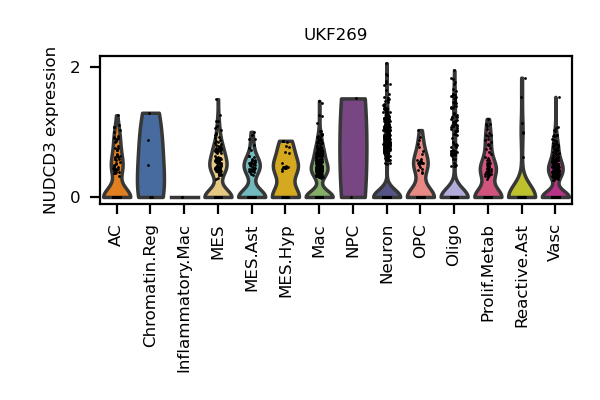 UKF269
NUDCD3 expression
2
0
AC
Chromatin.Reg
Inflammatory.Mac
MES
MES.Ast
MES.Hyp
Mac
NPC
Neuron
OPC
Oligo
Prolif.Metab
Reactive.Ast
Vasc